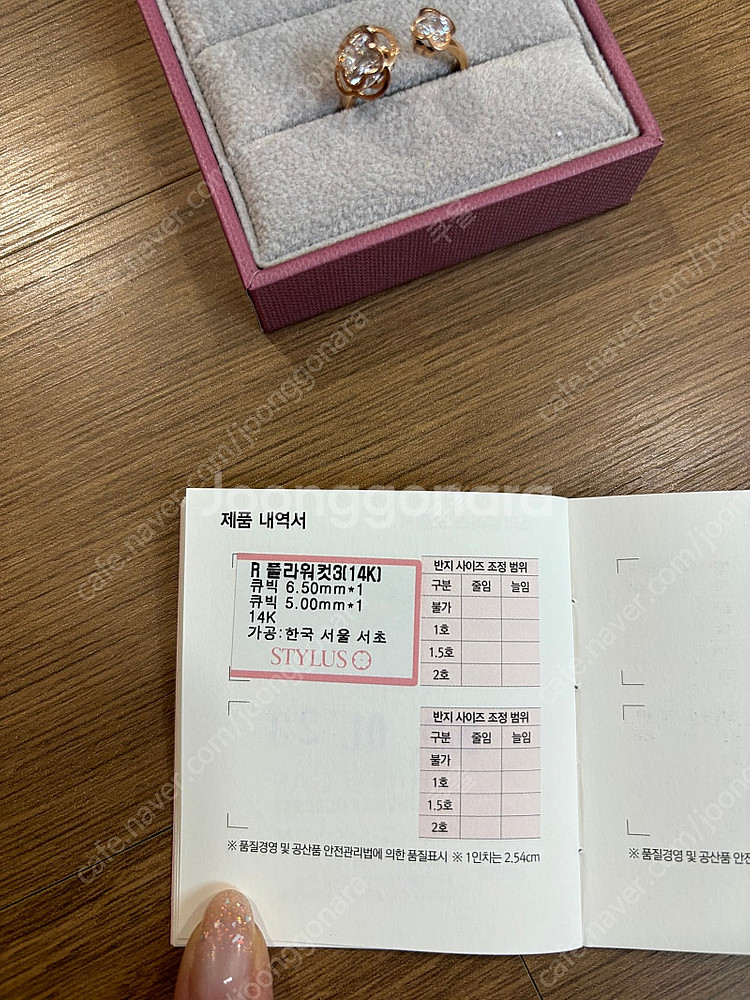 Joonggonara
cafe.naver.com/joonggonara
제품 내역서
R 플라워컷3(14K)
큐빅 6.50mm*1
큐빅 5.00mm*1
14K
가공:한국 서울 서초
STYLUS
반지 사이즈 조정 범위
구분 줄임 늘임
불가
1호
1.5호
2호
반지 사이즈 조정 범위
구분 줄임 늘임
불가
1호
1.5호
2호
※ 품질경영 및 공산품 안전관리법에 의한 품질표시 ※ 1인치는 2.54cm
※ 품질경영 및 공산품